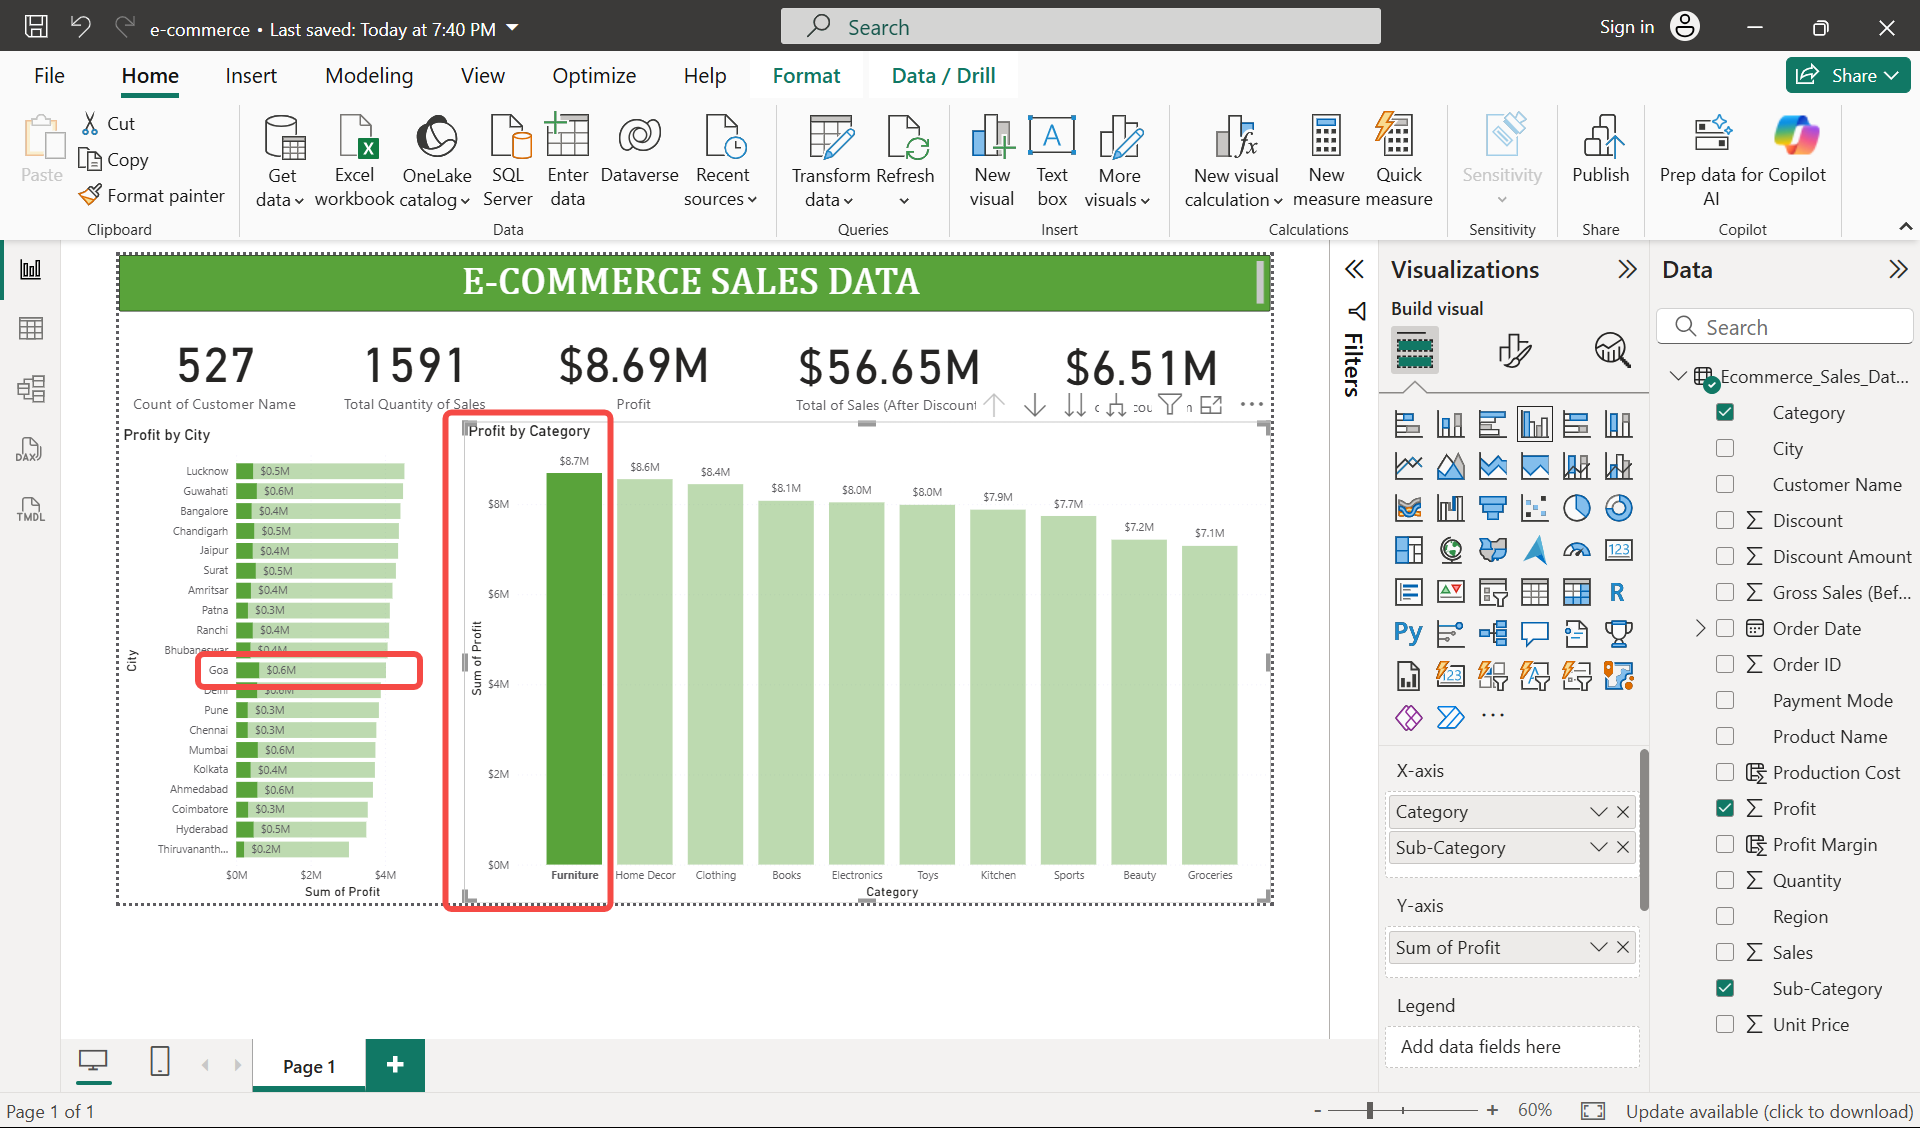 e-commerce • Last saved: Today at 7:40 PM
Search
Sign in
File
Home
Insert
Modeling
View
Optimize
Help
Format
Data / Drill
Share
Paste
Cut
Copy
Format painter
Clipboard
Get data
Excel workbook
OneLake catalog
SQL Server
Enter data
Dataverse
Recent sources
Data
Transform data
Refresh
Queries
New visual
Text box
More visuals
Insert
New visual calculation
New measure
Quick measure
Calculations
Sensitivity
Sensitivity
Publish
Share
Prep data for AI
Copilot
Copilot
DAX
TMDL
E-COMMERCE SALES DATA
527
Count of Customer Name
1591
Total Quantity of Sales
$8.69M
Profit
$56.65M
Total of Sales (After Discount
$6.51M
Profit by City
Lucknow $0.5M
Guwahati $0.6M
Bangalore $0.4M
Chandigarh $0.5M
Jaipur $0.4M
Surat $0.5M
Amritsar $0.4M
Patna $0.3M
Ranchi $0.4M
Bhubaneswar $0.4M
Goa $0.6M
Delhi $0.6M
Pune $0.3M
Chennai $0.3M
Mumbai $0.6M
Kolkata $0.4M
Ahmedabad $0.6M
Coimbatore $0.3M
Hyderabad $0.5M
Thiruvananth... $0.2M
City
$0M $2M $4M
Sum of Profit
Profit by Category
$8.7M $8.6M $8.4M $8.1M $8.0M $8.0M $7.9M $7.7M $7.2M $7.1M
$8M
$6M
$4M
$2M
$0M
Sum of Profit
Furniture Home Decor Clothing Books Electronics Toys Kitchen Sports Beauty Groceries
Category
Filters
Visualizations
Build visual
123
R
Py
123
X-axis
Category
Sub-Category
Y-axis
Sum of Profit
Legend
Add data fields here
Data
Search
Ecommerce_Sales_Dat...
Category
City
Customer Name
Discount
Discount Amount
Gross Sales (Bef...
Order Date
Order ID
Payment Mode
Product Name
Production Cost
Profit
Profit Margin
Quantity
Region
Sales
Sub-Category
Unit Price
Page 1
Page 1 of 1
60%
Update available (click to download)